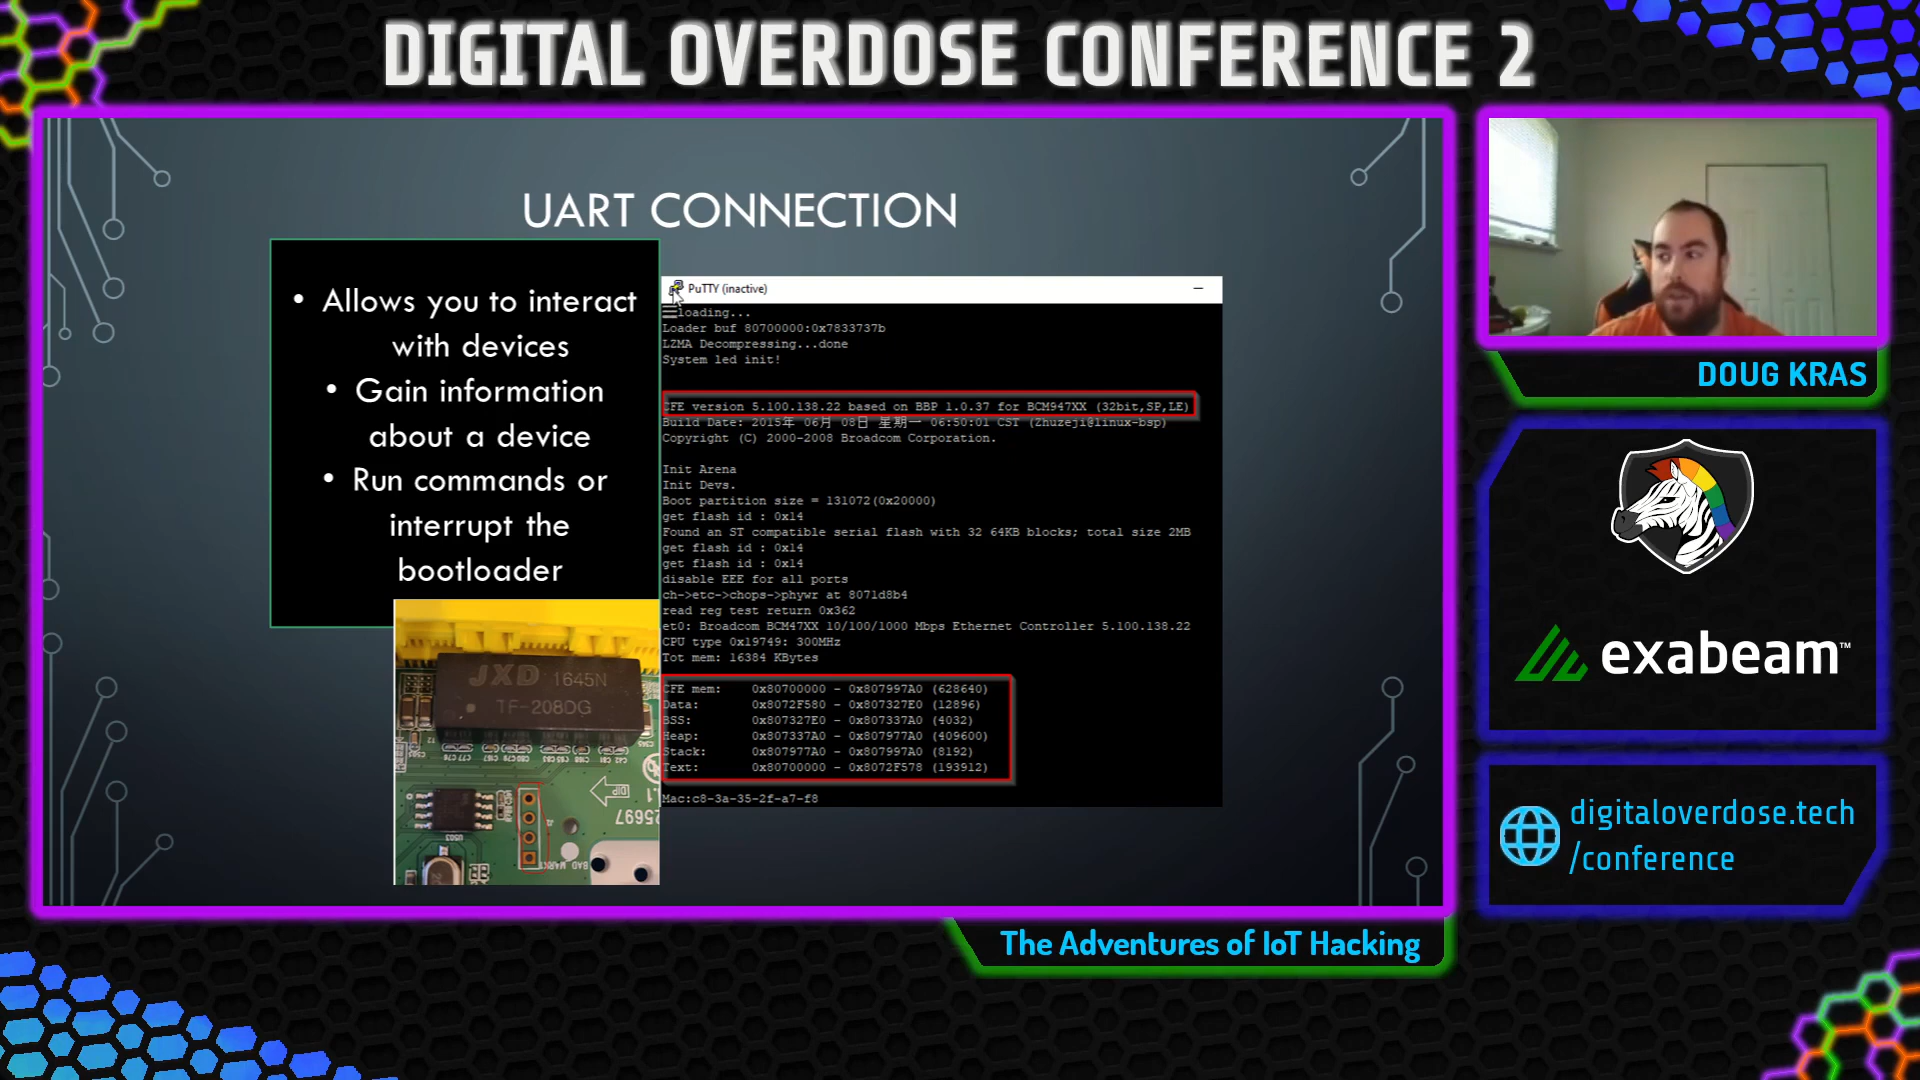 DIGITAL OVERDOSE CONFERENCE 2
UART CONNECTION
• Allows you to interact
with devices
• Gain information
about a device
• Run commands or
interrupt the
bootloader
PuTTY (inactive)
loading...
Loader buf 80700000:0x7833737b
LZMA Decompressing...done
System led init!
CFE version 5.100.138.22 based on BBP 1.0.37 for BCM947XX (32bit,SP,LE)
Build Date: 2015年 06月 08日 星期一 06:50:01 CST (Zhuzeji@linux-bsp)
Copyright (C) 2000-2008 Broadcom Corporation.
Init Arena
Init Devs.
Boot partition size = 131072(0x20000)
get flash id : 0x14
Found an ST compatible serial flash with 32 64KB blocks; total size 2MB
get flash id : 0x14
get flash id : 0x14
disable EEE for all ports
ch->etc->chops->phywr at 8071d8b4
read reg test return 0x362
et0: Broadcom BCM47XX 10/100/1000 Mbps Ethernet Controller 5.100.138.22
CPU type 0x19749: 300MHz
Tot mem: 16384 KBytes
CFE mem: 0x80700000 - 0x807997A0 (628640)
Data: 0x8072F580 - 0x807327E0 (12896)
BSS: 0x807327E0 - 0x807337A0 (4032)
Heap: 0x807337A0 - 0x807977A0 (409600)
Stack: 0x807977A0 - 0x807997A0 (8192)
Text: 0x80700000 - 0x8072F578 (193912)
Mac:c8-3a-35-2f-a7-f8
JXD 1645N
TF-208DG
25697
DOUG KRAS
exabeam™
digitaloverdose.tech
/conference
The Adventures of IoT Hacking